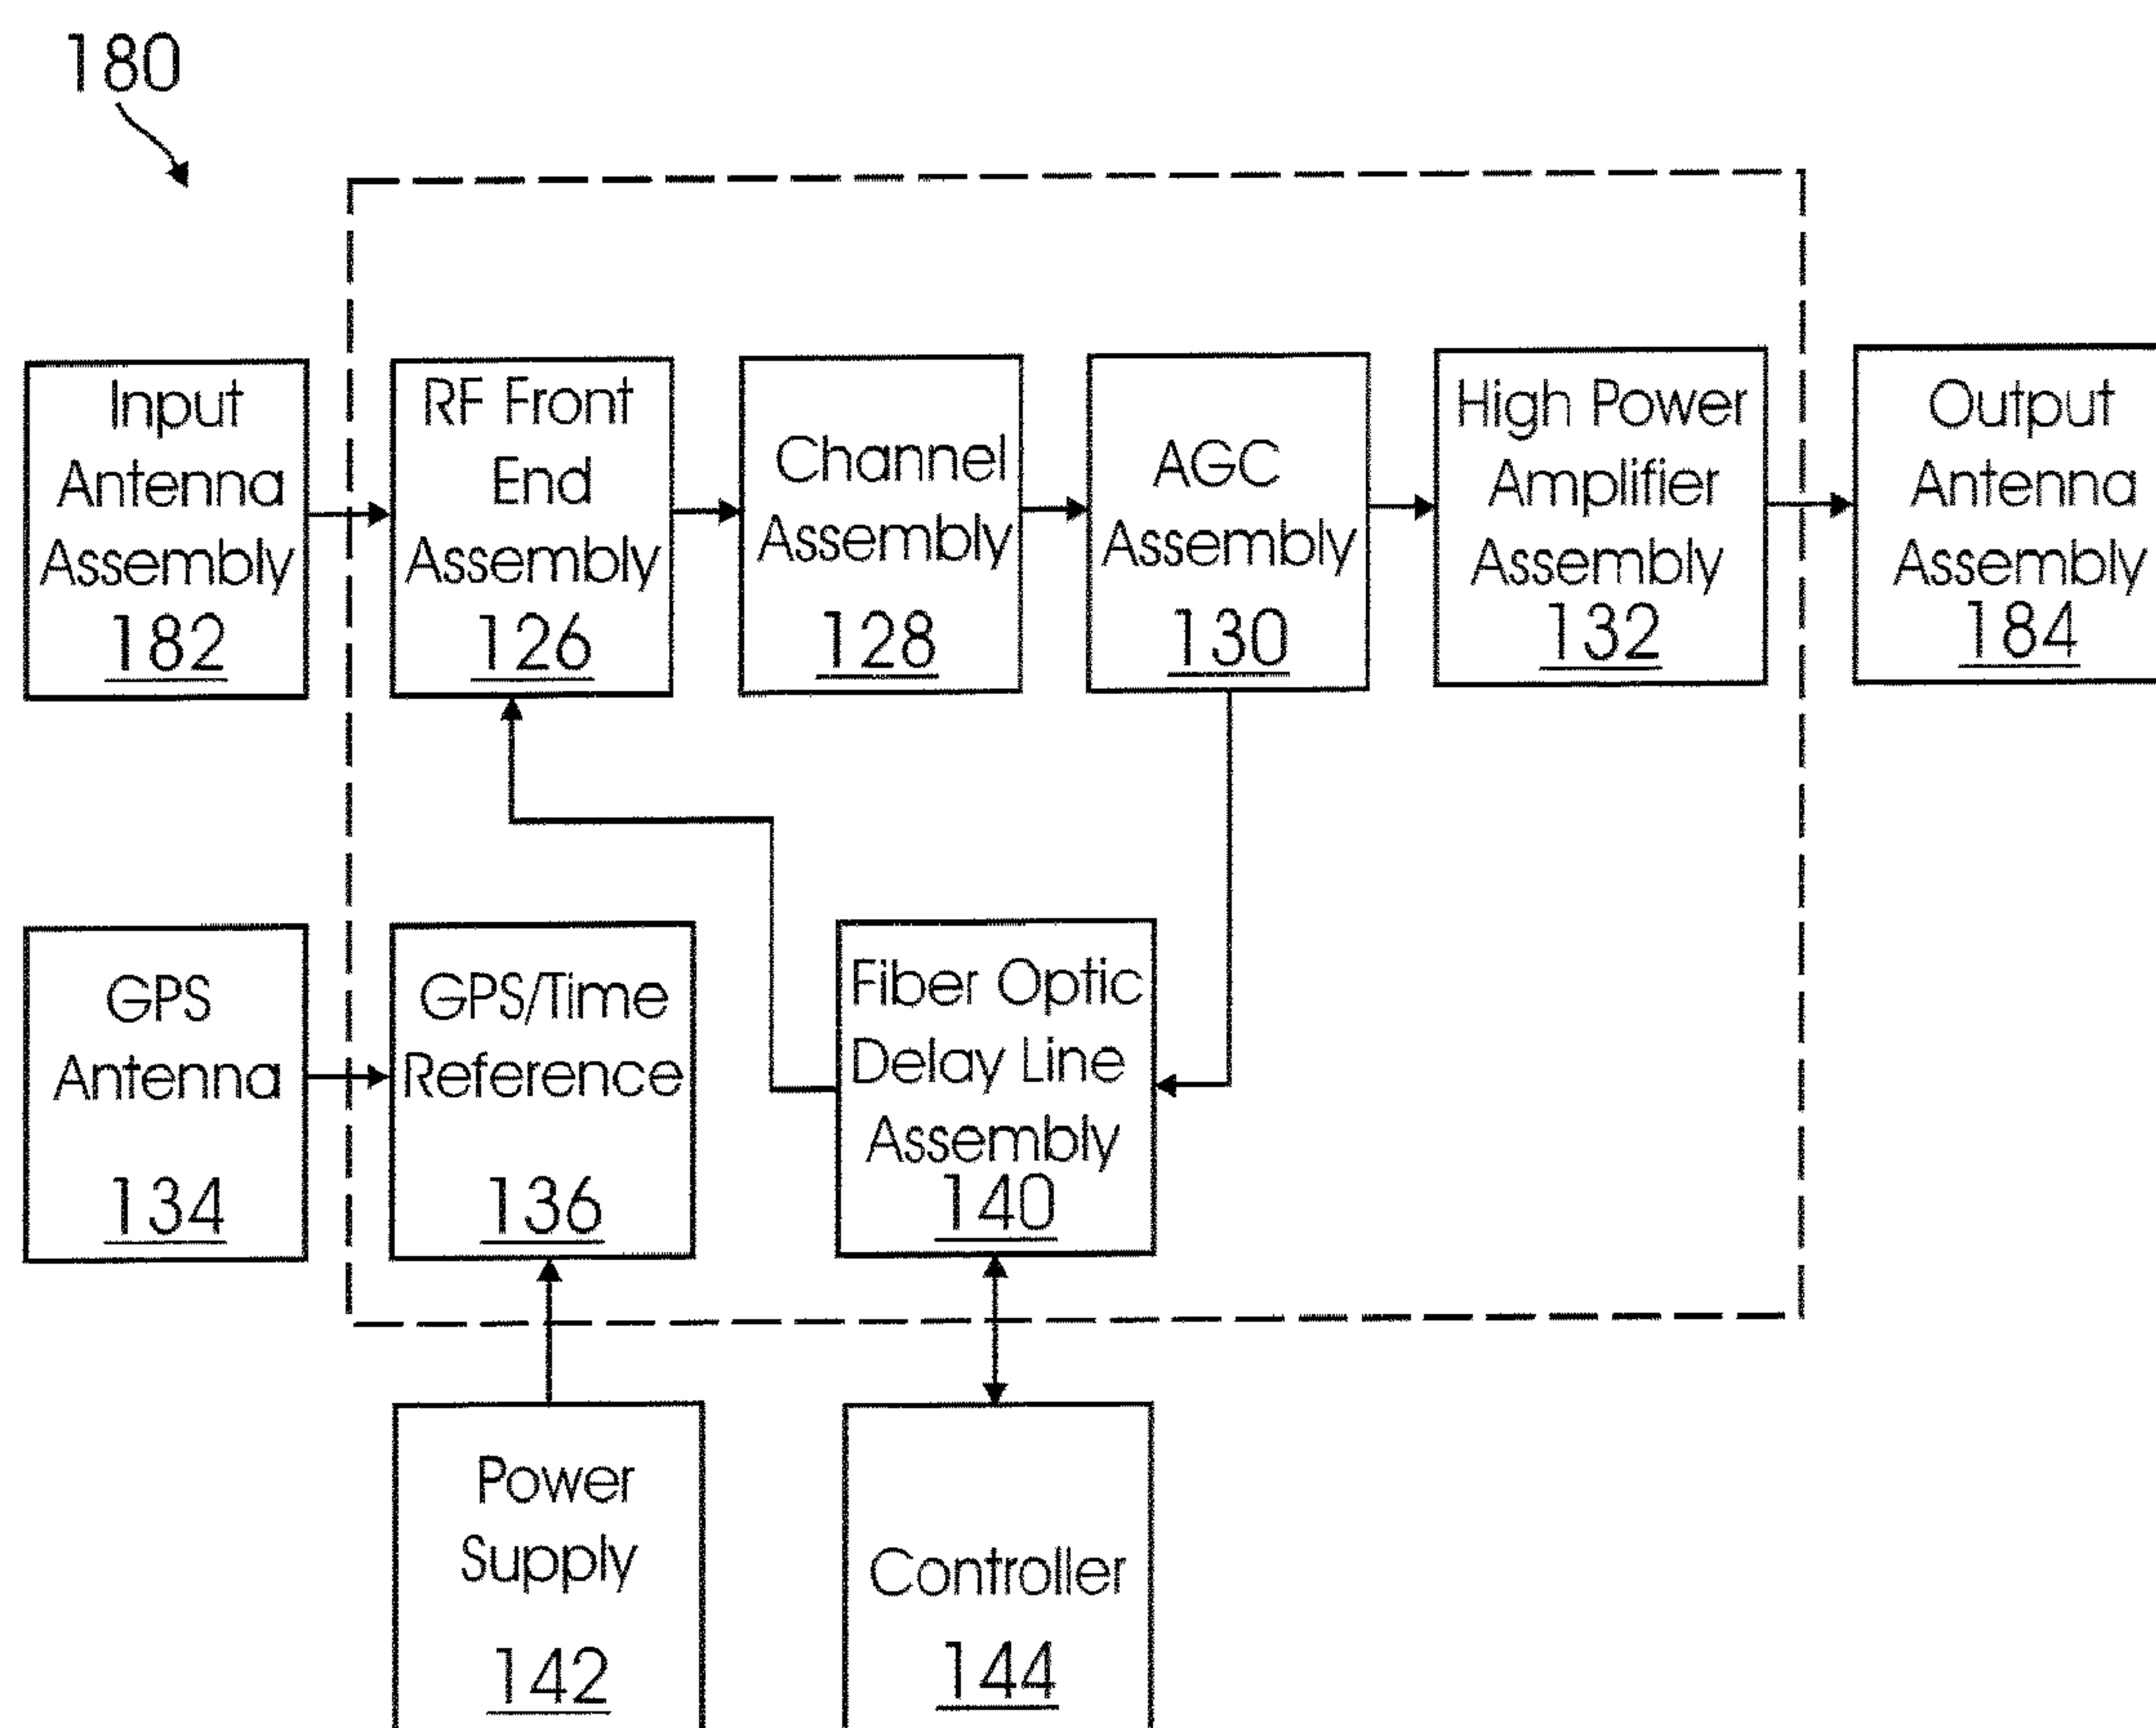 180
Input
Antenna
Assembly
182
RF Front
End
Assembly
126
Channel
Assembly
128
AGC
Assembly
130
High Power
Amplifier
Assembly
132
Output
Antenna
Assembly
184
GPS
Antenna
134
GPS/Time
Reference
136
Fiber Optic
Delay Line
Assembly
140
Power
Supply
142
Controller
144